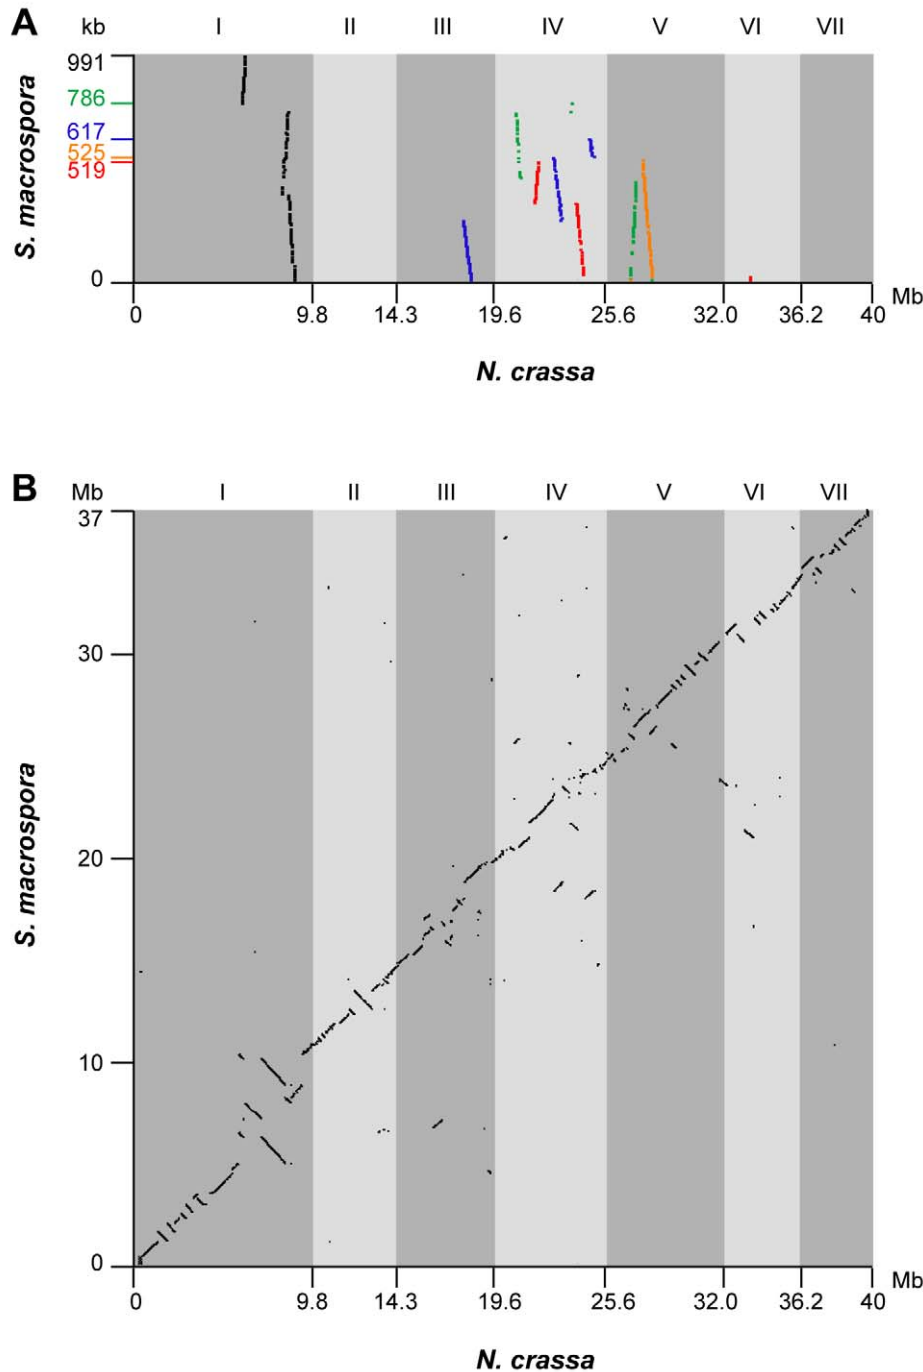 A kb I II III IV V VI VII
991
786
617
525
519
0
S. macrospora
0 9.8 14.3 19.6 25.6 32.0 36.2 40 Mb
N. crassa
B Mb I II III IV V VI VII
37
30
20
10
0
S. macrospora
0 9.8 14.3 19.6 25.6 32.0 36.2 40 Mb
N. crassa